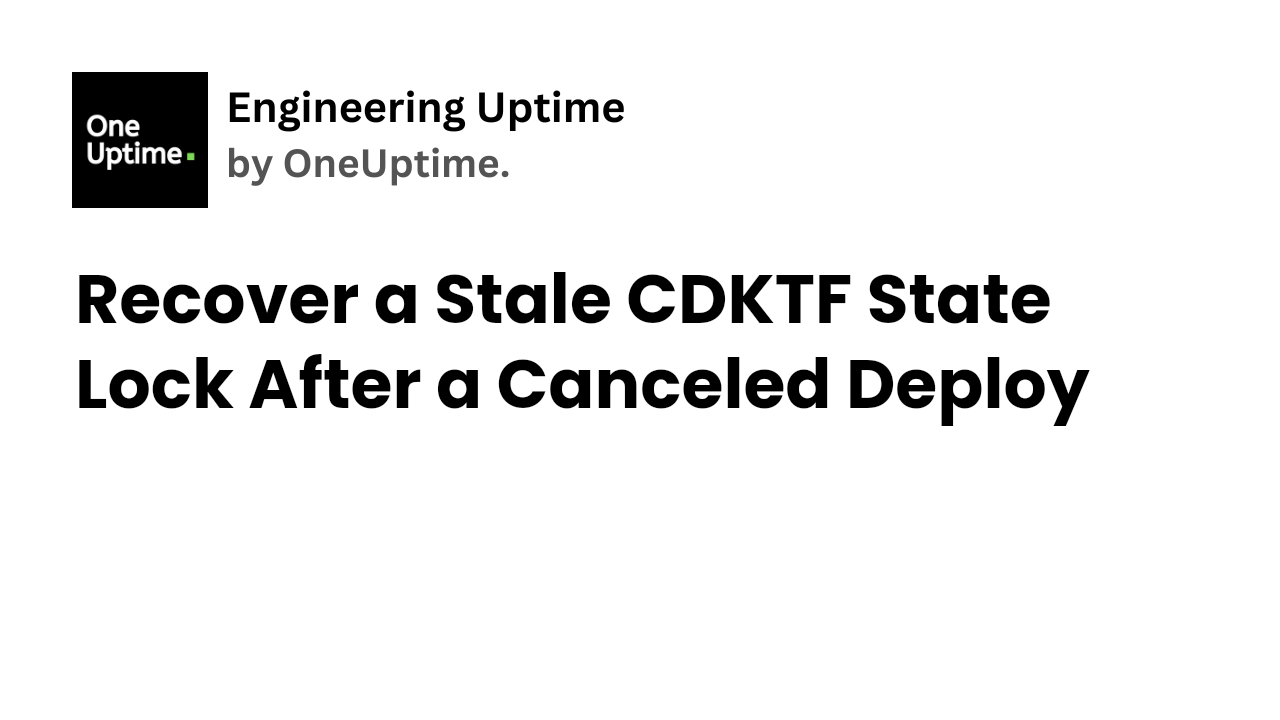 One
Uptime.
Engineering Uptime
by OneUptime.
Recover a Stale CDKTF State
Lock After a Canceled Deploy